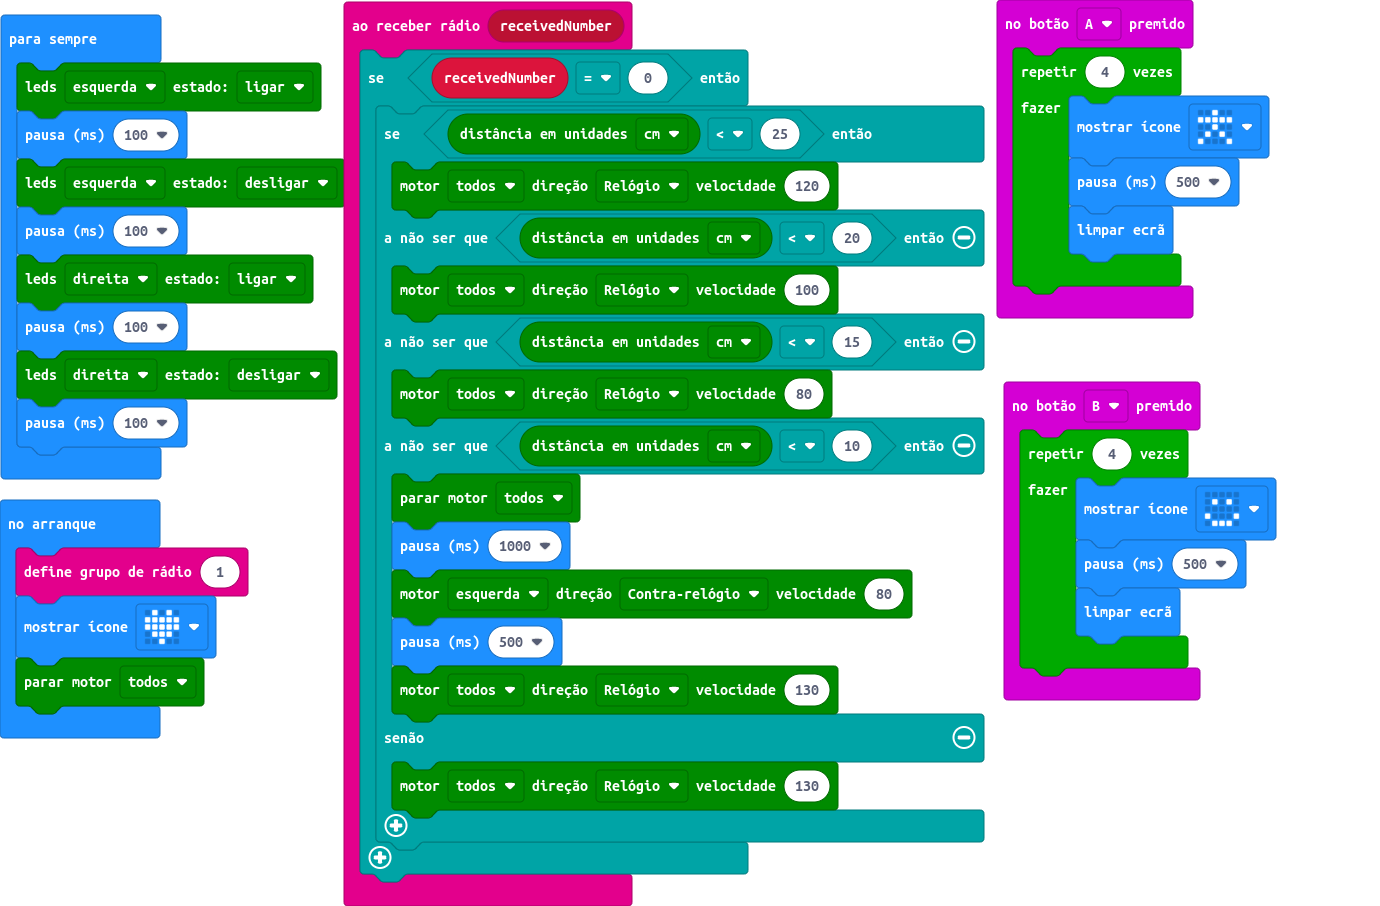 para sempre
leds esquerda estado: ligar
pausa (ms) 100
leds esquerda estado: desligar
pausa (ms) 100
leds direita estado: ligar
pausa (ms) 100
leds direita estado: desligar
pausa (ms) 100
no arranque
define grupo de rádio 1
mostrar ícone
parar motor todos
ao receber rádio receivedNumber
se receivedNumber = 0 então
se distância em unidades cm < 25 então
motor todos direção Relógio velocidade 120
a não ser que distância em unidades cm < 20 então
motor todos direção Relógio velocidade 100
a não ser que distância em unidades cm < 15 então
motor todos direção Relógio velocidade 80
a não ser que distância em unidades cm < 10 então
parar motor todos
pausa (ms) 1000
motor esquerda direção Contra-relógio velocidade 80
pausa (ms) 500
motor todos direção Relógio velocidade 130
senão
motor todos direção Relógio velocidade 130
no botão A premido
repetir 4 vezes
fazer
mostrar ícone
pausa (ms) 500
limpar ecrã
no botão B premido
repetir 4 vezes
fazer
mostrar ícone
pausa (ms) 500
limpar ecrã